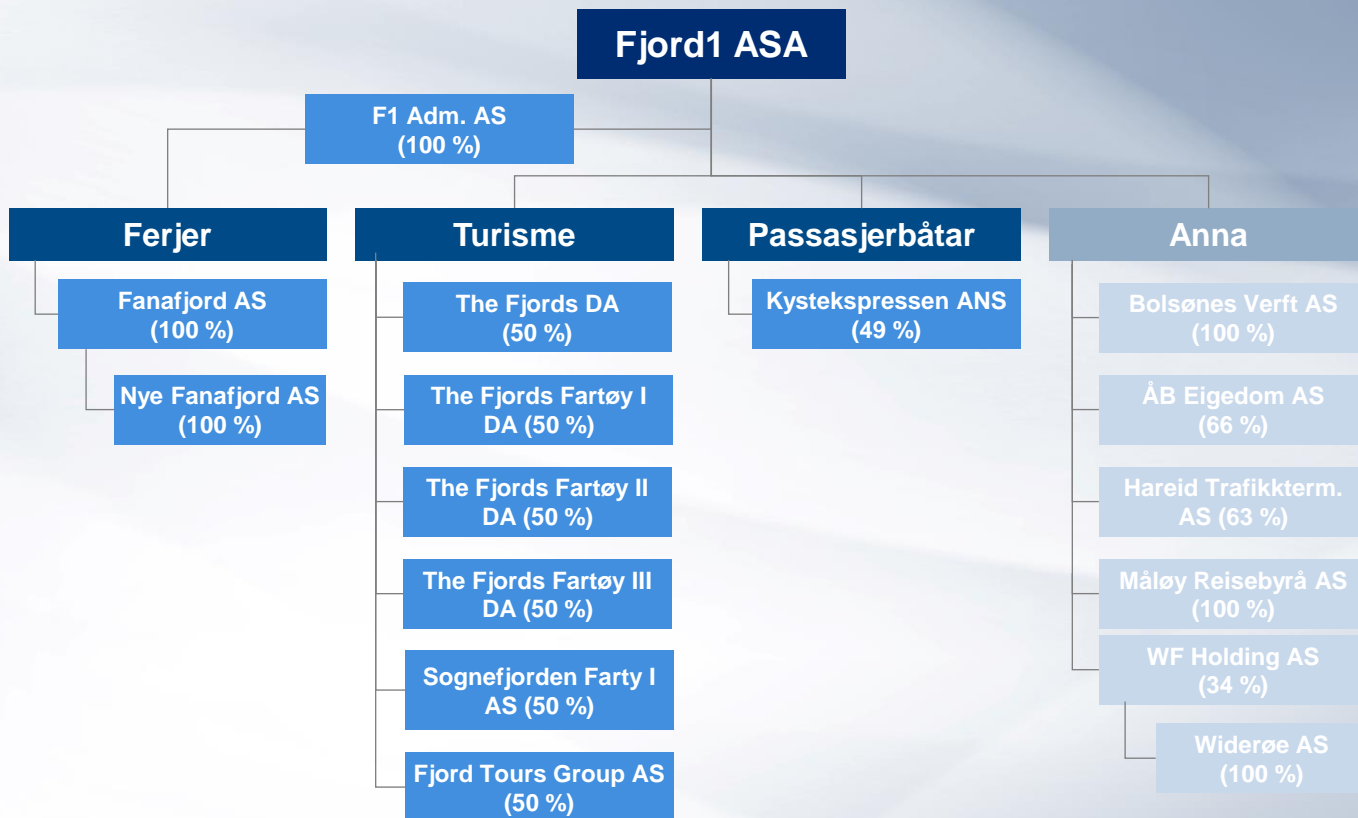 Fjord1 ASA
F1 Adm. AS
(100 %)
Ferjer
Fanafjord AS
(100 %)
Nye Fanafjord AS
(100 %)
Turisme
The Fjords DA
(50 %)
The Fjords Fartøy I
DA (50 %)
The Fjords Fartøy II
DA (50 %)
The Fjords Fartøy III
DA (50 %)
Sognefjorden Farty I
AS (50 %)
Fjord Tours Group AS
(50 %)
Passasjerbåtar
Kystekspressen ANS
(49 %)
Anna
Bolsønes Verft AS
(100 %)
ÅB Eigedom AS
(66 %)
Hareid Trafikkterm.
AS (63 %)
Måløy Reisebyrå AS
(100 %)
WF Holding AS
(34 %)
Widerøe AS
(100 %)